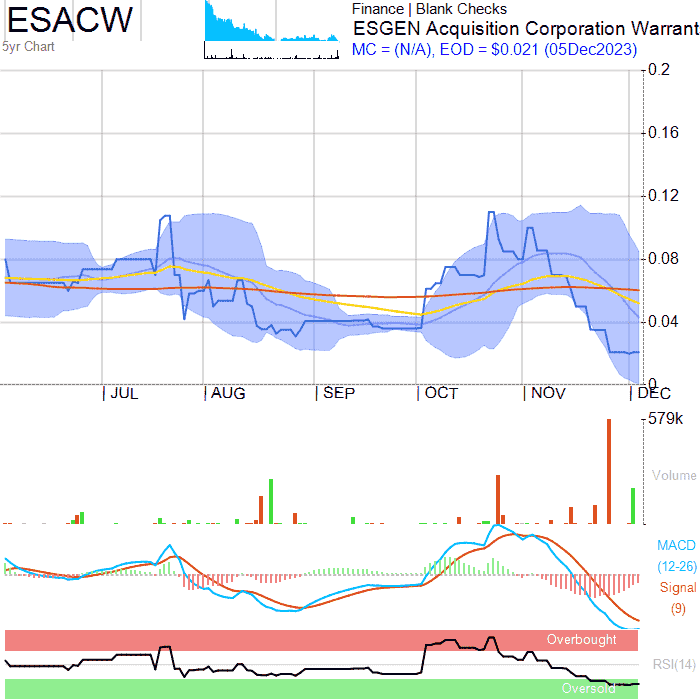 ESACW
5yr Chart
Finance | Blank Checks
ESGEN Acquisition Corporation Warrant
MC = (N/A), EOD = $0.021 (05Dec2023)
0.2
0.16
0.12
0.08
0.04
0
JUL AUG SEP OCT NOV DEC
579k
Volume
MACD
(12-26)
Signal
(9)
Overbought
RSI(14)
Oversold